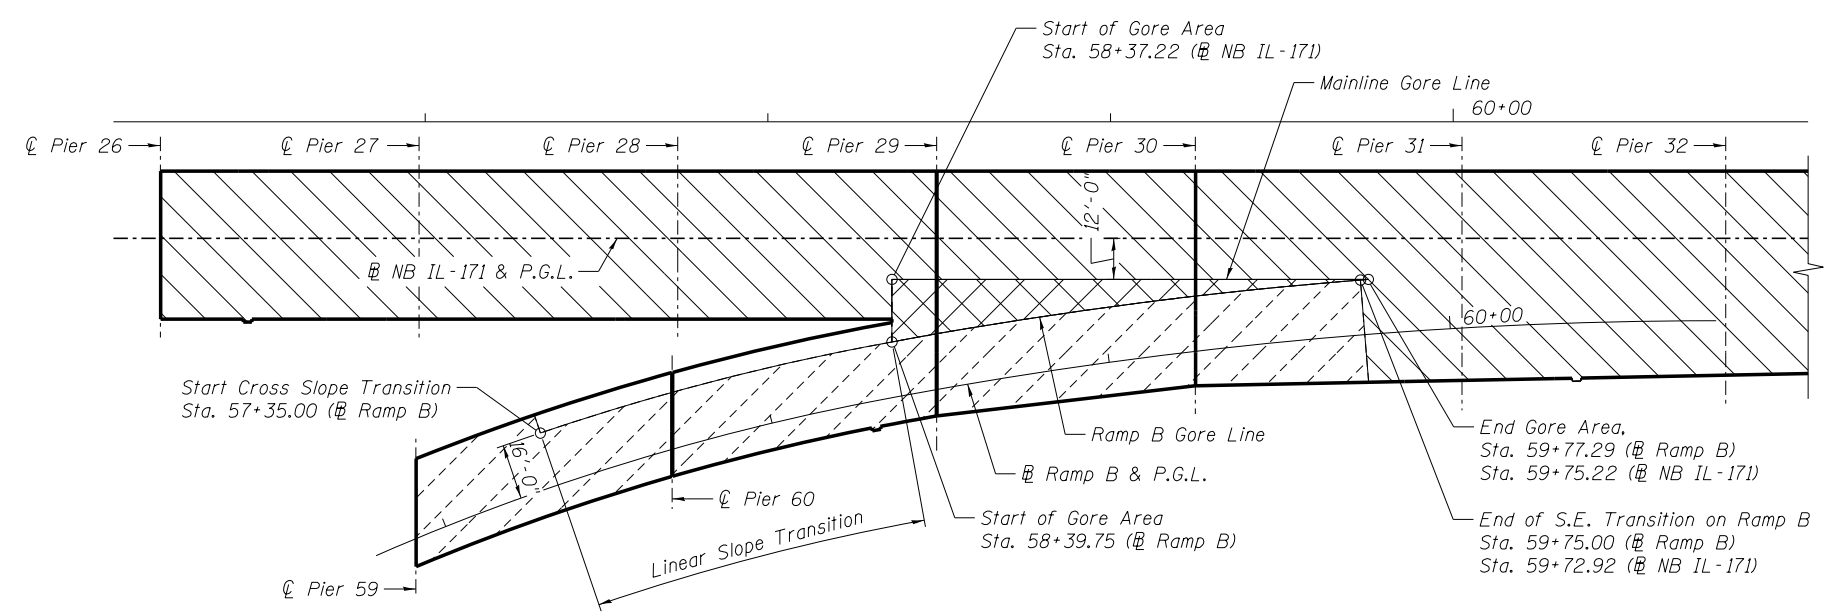 Start of Gore Area
Sta. 58+37.22 (℄ NB IL-171)
Mainline Gore Line
60+00
℄ Pier 26
℄ Pier 27
℄ Pier 28
℄ Pier 29
℄ Pier 30
℄ Pier 31
℄ Pier 32
12'-0"
℄ NB IL-171 & P.G.L.
60+00
Start Cross Slope Transition
Sta. 57+35.00 (℄ Ramp B)
16'-0"
Ramp B Gore Line
℄ Ramp B & P.G.L.
End Gore Area,
Sta. 59+77.29 (℄ Ramp B)
Sta. 59+75.22 (℄ NB IL-171)
℄ Pier 60
Linear Slope Transition
Start of Gore Area
Sta. 58+39.75 (℄ Ramp B)
End of S.E. Transition on Ramp B
Sta. 59+75.00 (℄ Ramp B)
Sta. 59+72.92 (℄ NB IL-171)
℄ Pier 59